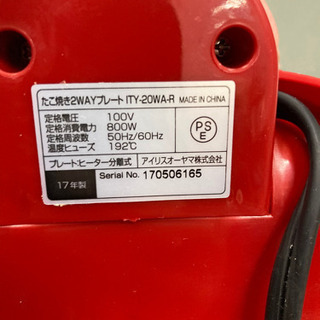 たこ焼き2WAYプレート ITY-20WA-R MADE IN CHINA
定格電圧 : 100V
定格消費電力 : 800W
定格周波数 : 50Hz/60Hz
温度ヒューズ : 192℃
PSE
プレート・ヒーター分離式 アイリスオーヤマ株式会社
17年製 Serial No. 170506165